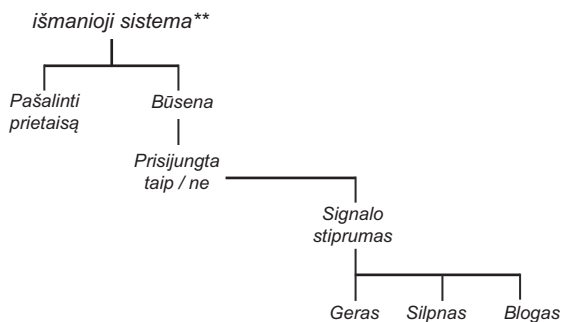 išmanioji sistema**
Pašalinti
prietaisą
Būsena
Prisijungta
taip / ne
Signalo
stiprumas
Geras
Silpnas
Blogas